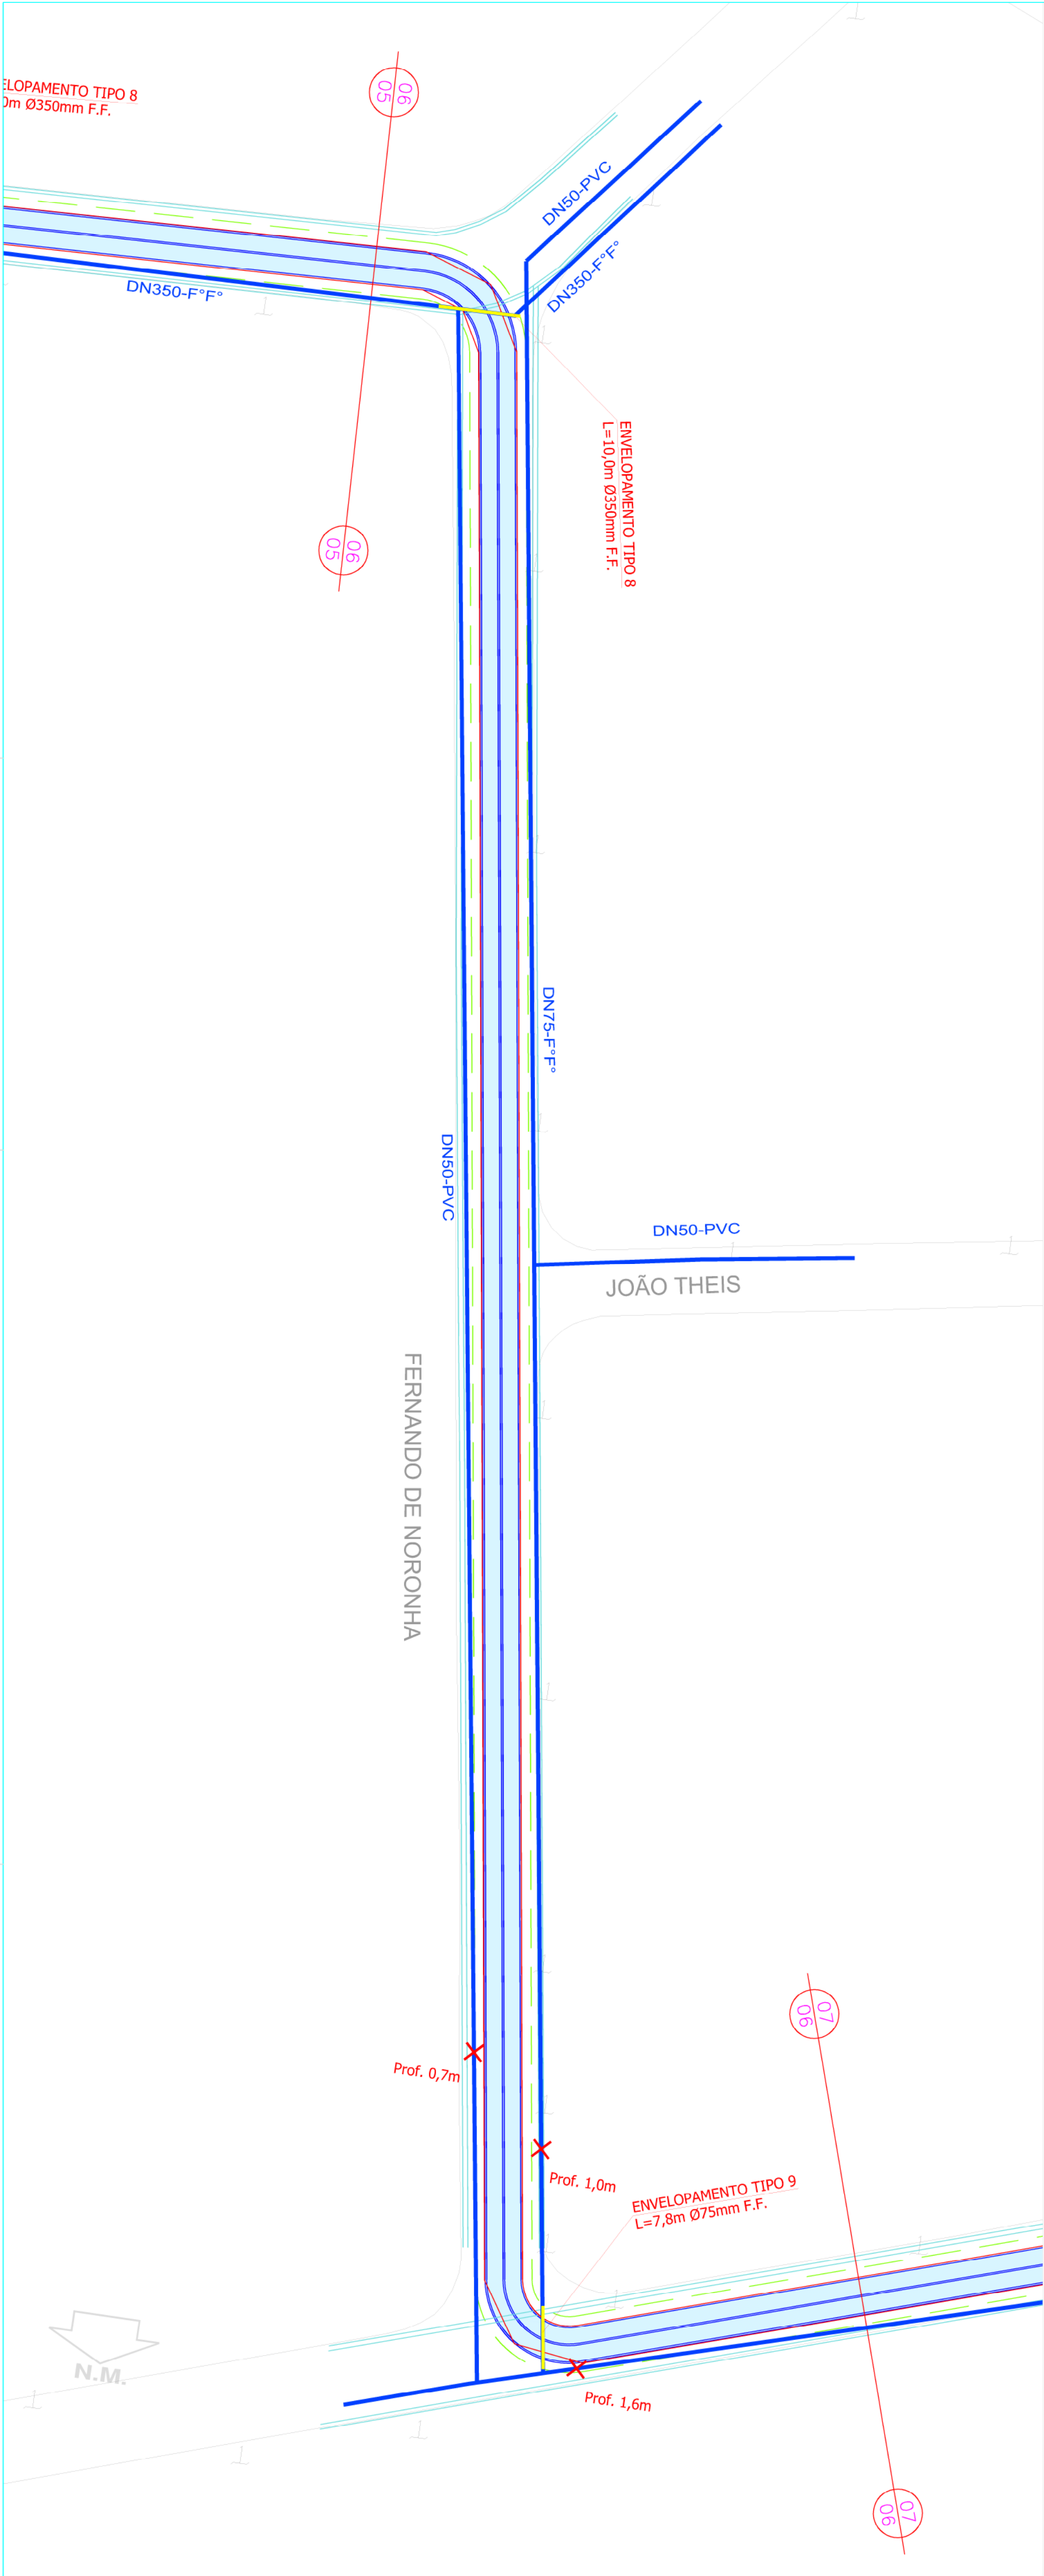 ELOPAMENTO TIPO 8
0m Ø350mm F.F.
06
05
DN50-PVC
DN350-F°F°
DN350-F°F°
ENVELOPAMENTO TIPO 8
L=10,0m Ø350mm F.F.
06
05
DN75-F°F°
DN50-PVC
DN50-PVC
JOÃO THEIS
FERNANDO DE NORONHA
07
06
Prof. 0,7m
Prof. 1,0m
ENVELOPAMENTO TIPO 9
L=7,8m Ø75mm F.F.
N.M.
Prof. 1,6m
07
06